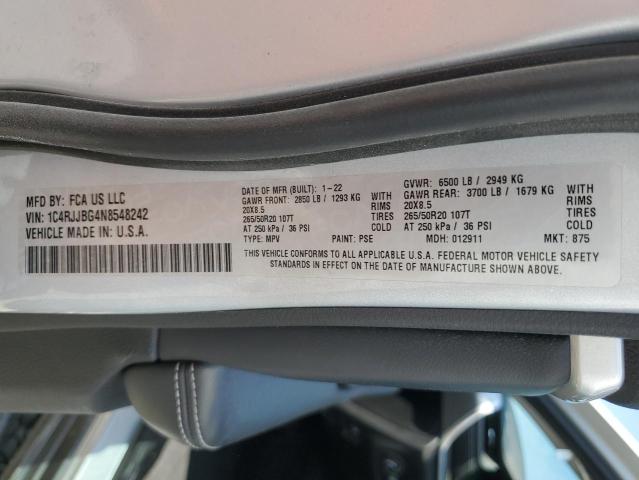 MFD BY: FCA US LLC
VIN: 1C4RJJBG4N8548242
VEHICLE MADE IN U.S.A.
DATE OF MFR (BUILT): 1-22
GAWR FRONT: 2850 LB / 1293 KG WITH
20X8.5 RIMS
265/50R20 107T TIRES
AT 250 kPa / 36 PSI COLD
TYPE: MPV PAINT: PSE
GVWR: 6500 LB / 2949 KG
GAWR REAR: 3700 LB / 1679 KG WITH
20X8.5 RIMS
265/50R20 107T TIRES
AT 250 kPa / 36 PSI COLD
MDH: 012911 MKT: 875
THIS VEHICLE CONFORMS TO ALL APPLICABLE U.S.A. FEDERAL MOTOR VEHICLE SAFETY
STANDARDS IN EFFECT ON THE DATE OF MANUFACTURE SHOWN ABOVE.